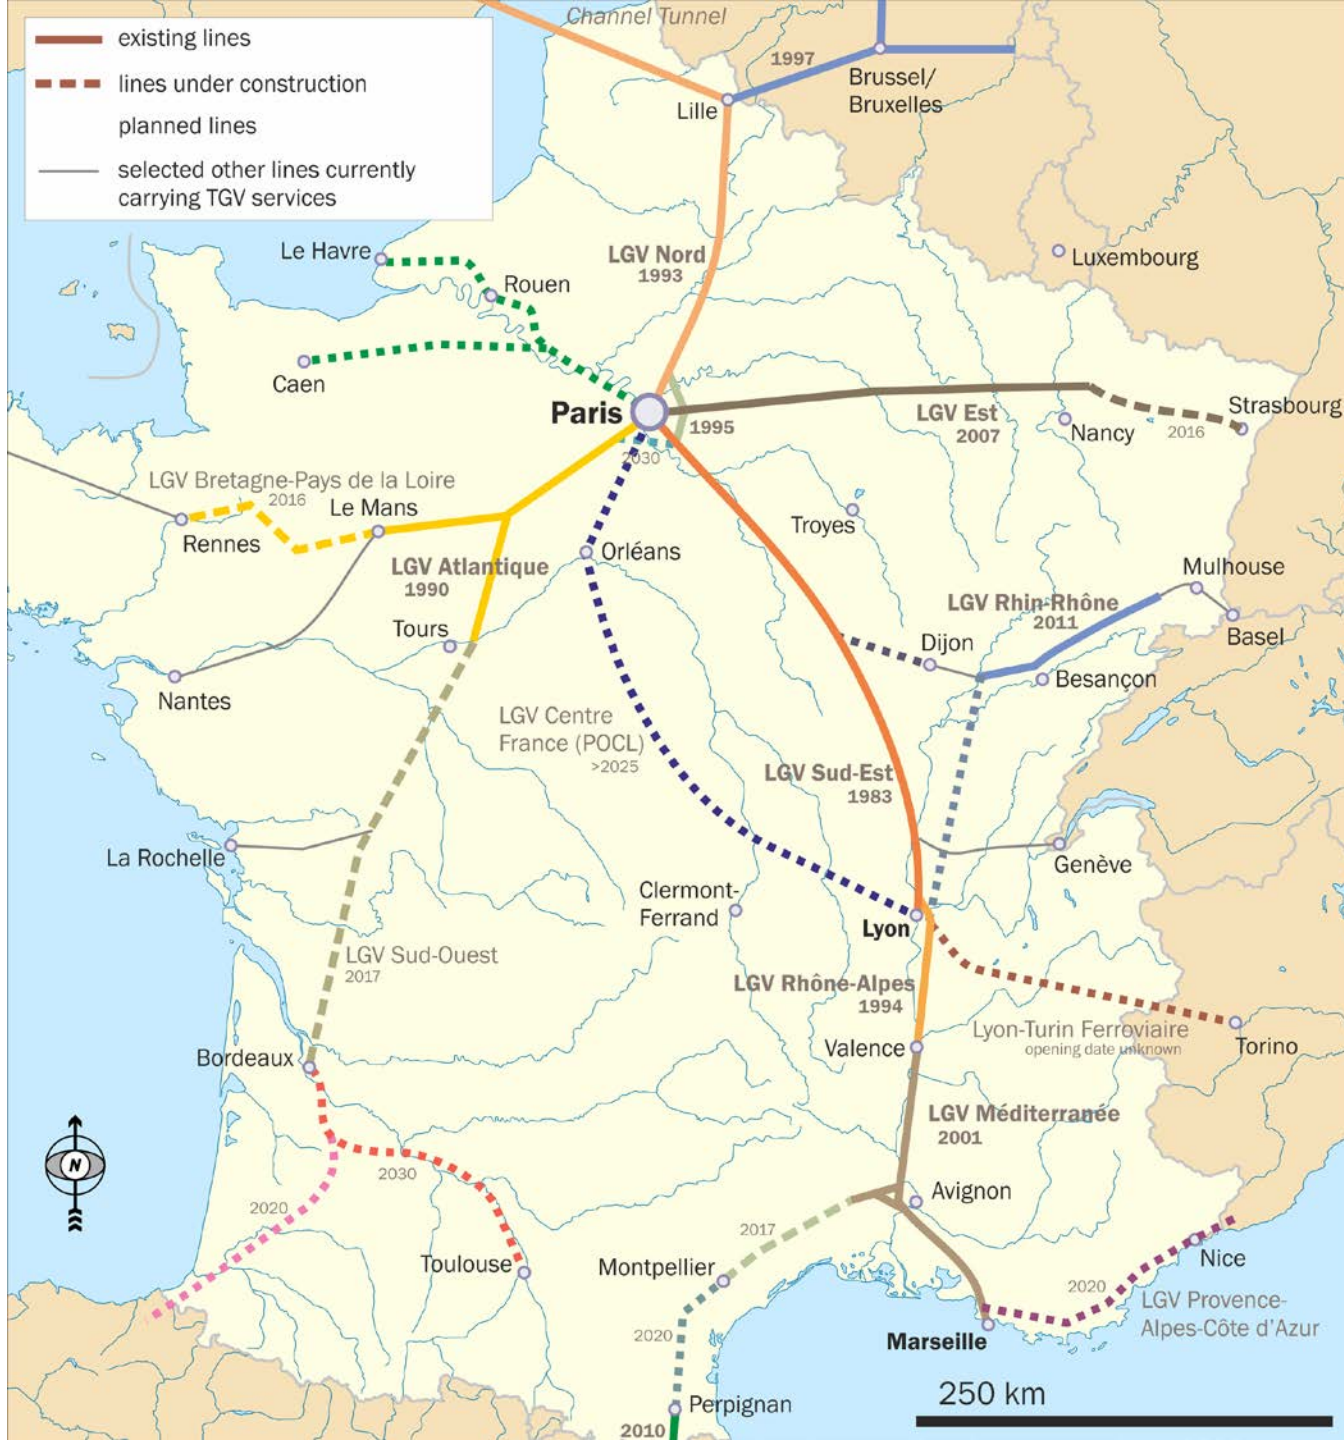 Channel Tunnel
existing lines
lines under construction
planned lines
selected other lines currently
carrying TGV services
1997
Brussel/
Bruxelles
Lille
Le Havre
Rouen
LGV Nord
1993
Luxembourg
Caen
Paris
1995
2030
LGV Est
2007
Nancy
2016
Strasbourg
LGV Bretagne-Pays de la Loire
2016
Le Mans
Rennes
Troyes
Orléans
LGV Atlantique
1990
Mulhouse
LGV Rhin-Rhône
2011
Basel
Tours
Dijon
Besançon
Nantes
LGV Centre
France (POCL)
>2025
LGV Sud-Est
1983
La Rochelle
Genève
Clermont-
Ferrand
Lyon
LGV Sud-Ouest
2017
LGV Rhône-Alpes
1994
Lyon-Turin Ferroviaire
opening date unknown
Torino
Bordeaux
Valence
LGV Méditerranée
2001
N
2030
Avignon
2020
2017
Toulouse
Montpellier
Nice
2020
LGV Provence-
Alpes-Côte d'Azur
2020
Marseille
250 km
Perpignan
2010